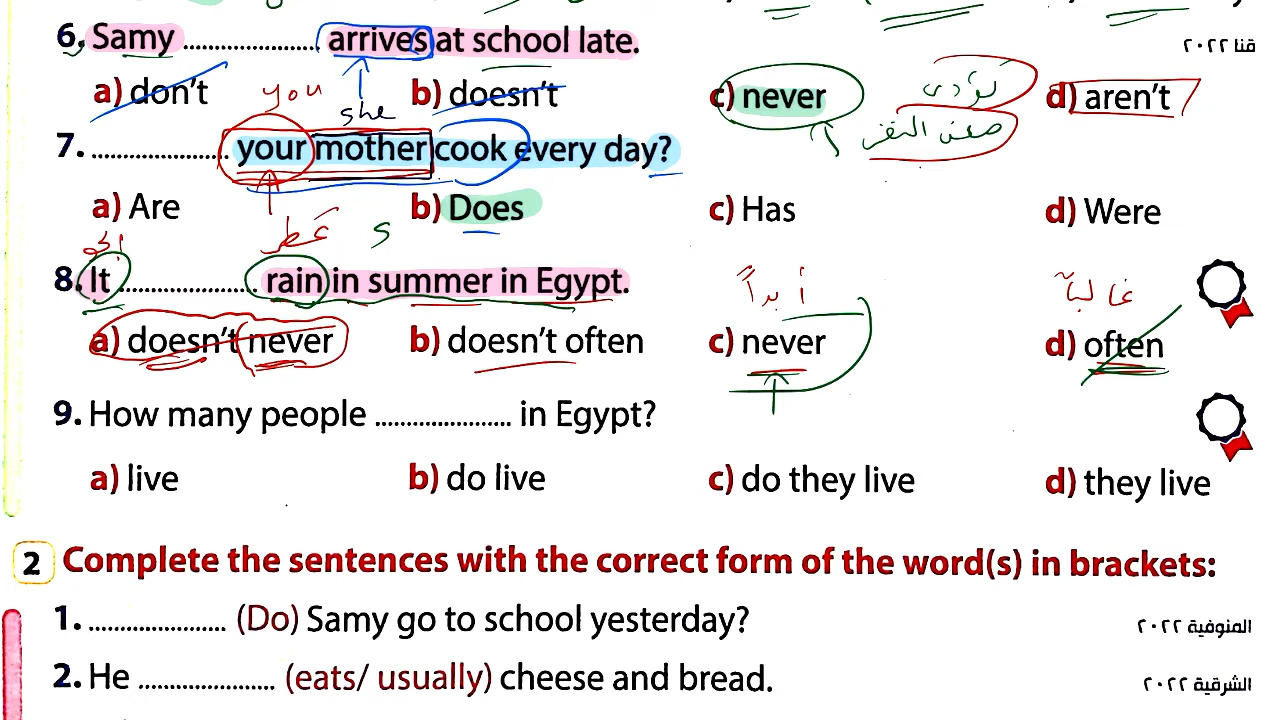 6. Samy ...................... arrives at school late. قنا ٢٠٢٢
a) don't b) doesn't c) never d) aren't
you
she
تؤدى
معنى النفى
7. ...................... your mother cook every day?
a) Are b) Does c) Has d) Were
s
8. It ...................... rain in summer in Egypt.
أبداً
غالباً
a) doesn't never b) doesn't often c) never d) often
9. How many people ...................... in Egypt?
a) live b) do live c) do they live d) they live
2 Complete the sentences with the correct form of the word(s) in brackets:
1. ...................... (Do) Samy go to school yesterday? المنوفية ٢٠٢٢
2. He ...................... (eats/ usually) cheese and bread. الشرقية ٢٠٢٢